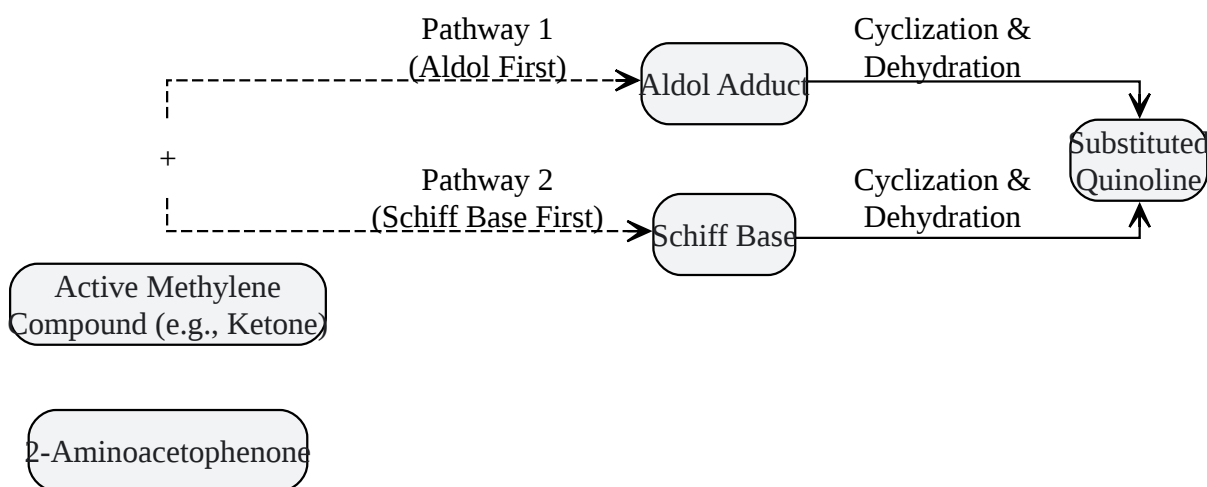 Pathway 1
(Aldol First)
Cyclization &
Dehydration
Aldol Adduct
Substituted
Quinoline
+
Pathway 2
(Schiff Base First)
Cyclization &
Dehydration
Schiff Base
Active Methylene
Compound (e.g., Ketone)
2-Aminoacetophenone